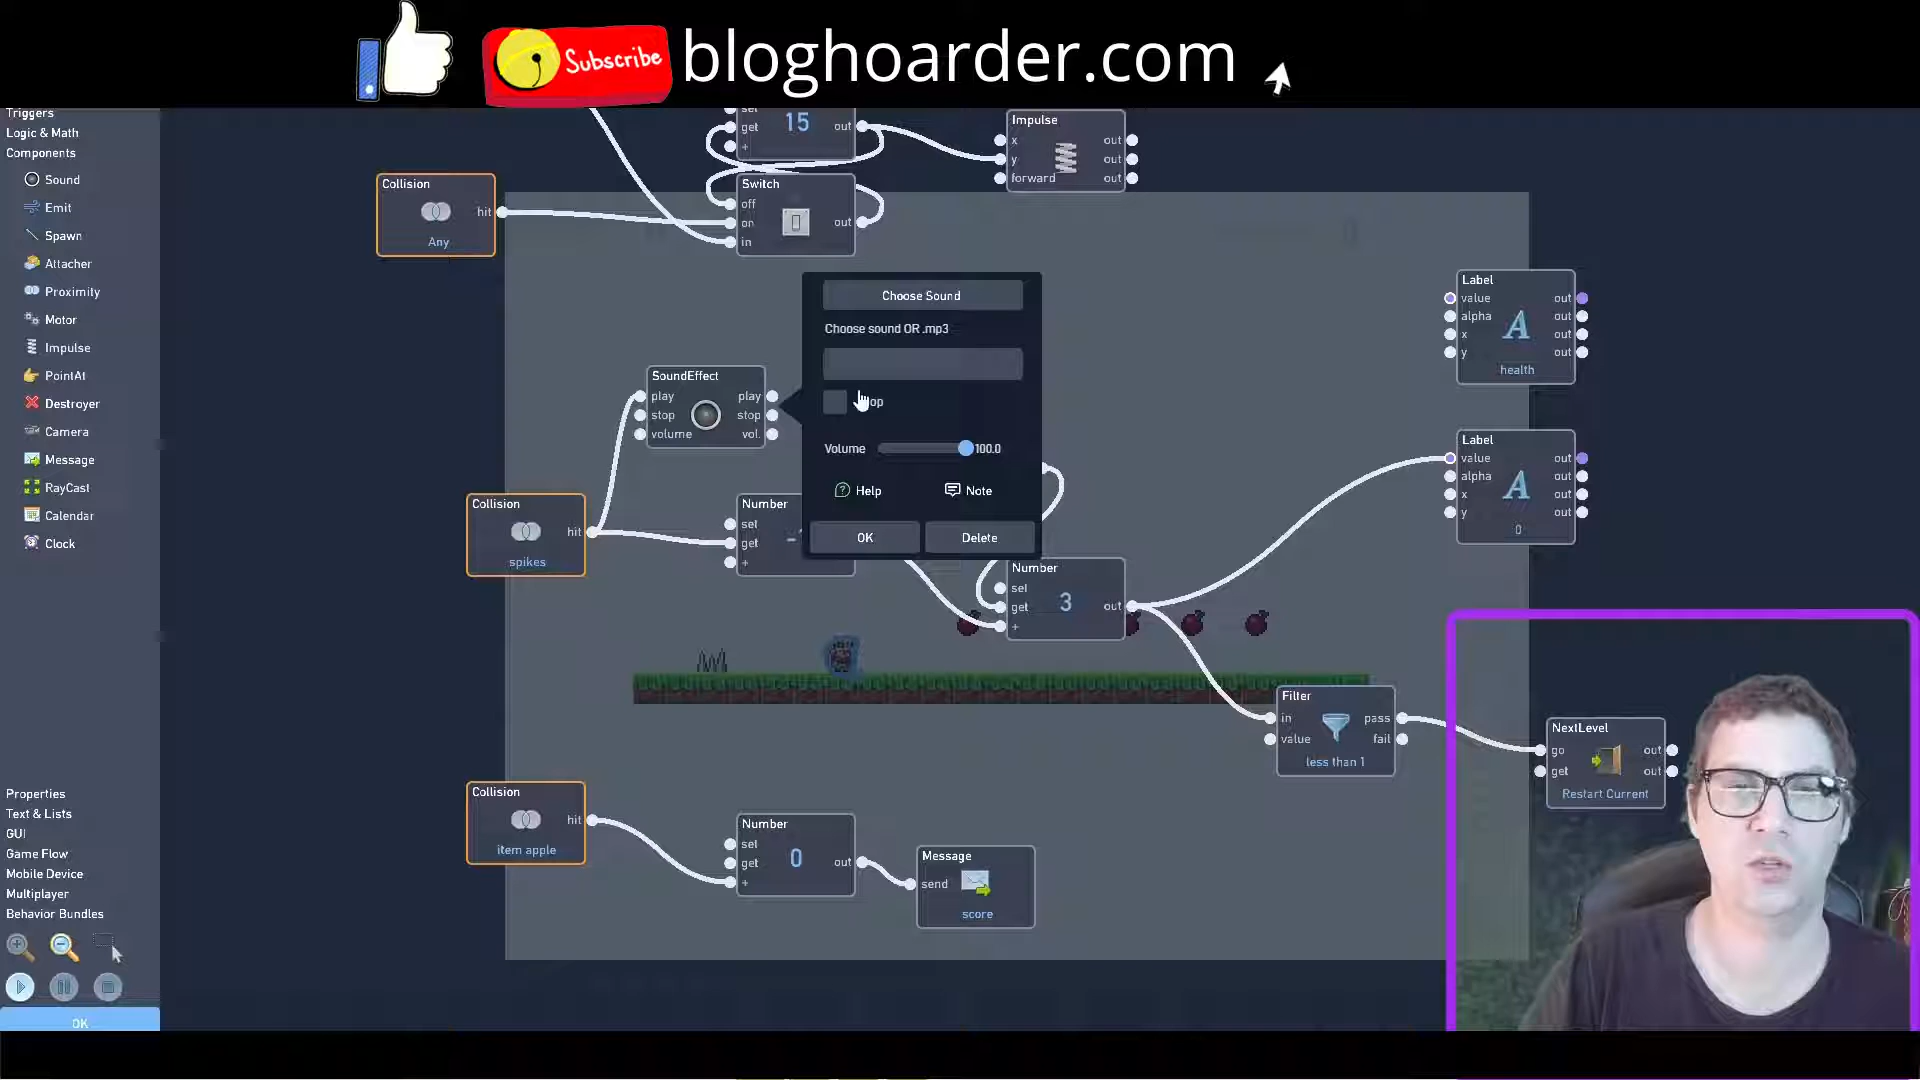 Subscribe
bloghoarder.com
Triggers
Logic & Math
Components
Sound
Emit
Spawn
Attacher
Proximity
Motor
Impulse
PointAt
Destroyer
Camera
Message
RayCast
Calendar
Clock
Properties
Text & Lists
GUI
Game Flow
Mobile Device
Multiplayer
Behavior Bundles
OK
Collision
hit
Any
set
get
+
15
out
Switch
off
on
in
out
Impulse
x
y
forward
out
out
out
Choose Sound
Choose sound OR .mp3
Volume
100.0
Help
Note
OK
Delete
SoundEffect
play
stop
volume
play
stop
vol.
Collision
hit
spikes
Number
set
get
+
Number
set
get
+
3
out
Label
value
alpha
x
y
out
out
out
out
health
Label
value
alpha
x
y
out
out
out
out
0
Filter
in
value
pass
fail
less than 1
NextLevel
go
get
out
out
Restart Current
Collision
hit
item apple
Number
set
get
+
0
out
Message
send
score